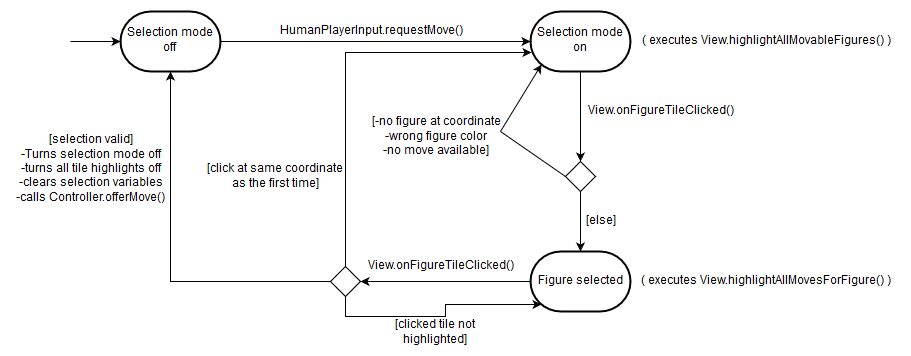 Selection mode
off
HumanPlayerInput.requestMove()
Selection mode
on
( executes View.highlightAllMovableFigures() )
View.onFigureTileClicked()
[-no figure at coordinate
-wrong figure color
-no move available]
[selection valid]
-Turns selection mode off
-turns all tile highlights off
-clears selection variables
-calls Controller.offerMove()
[click at same coordinate
as the first time]
[else]
View.onFigureTileClicked()
Figure selected
( executes View.highlightAllMovesForFigure() )
[clicked tile not
highlighted]